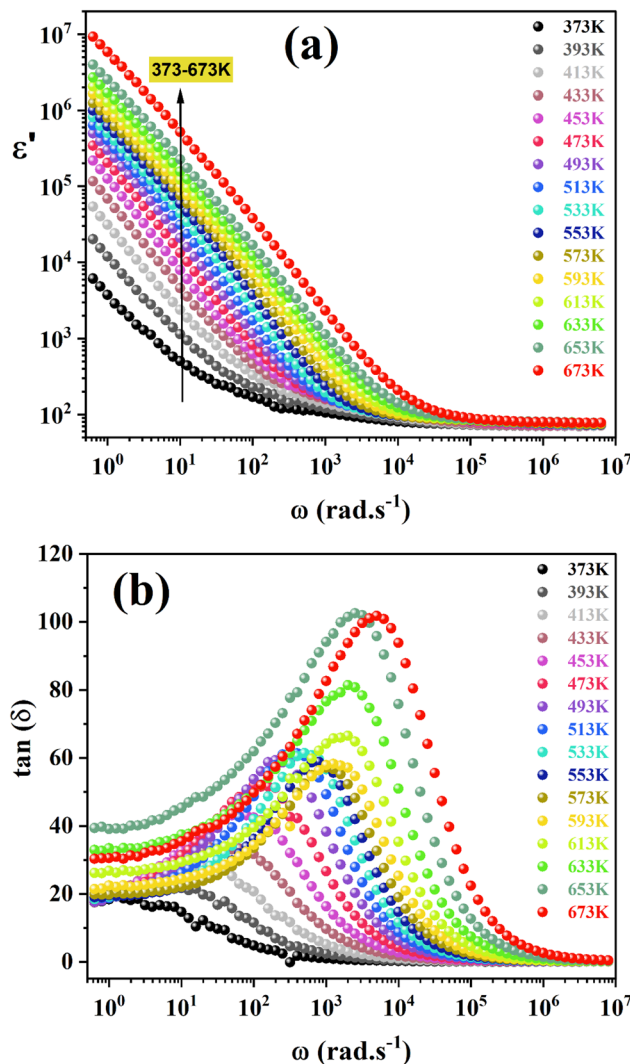 (a)
373-673K
ε'
10⁷
10⁶
10⁵
10⁴
10³
10²
10⁰ 10¹ 10² 10³ 10⁴ 10⁵ 10⁶ 10⁷
ω (rad.s⁻¹)
373K
393K
413K
433K
453K
473K
493K
513K
533K
553K
573K
593K
613K
633K
653K
673K
(b)
tan (δ)
120
100
80
60
40
20
0
10⁰ 10¹ 10² 10³ 10⁴ 10⁵ 10⁶ 10⁷
ω (rad.s⁻¹)
373K
393K
413K
433K
453K
473K
493K
513K
533K
553K
573K
593K
613K
633K
653K
673K